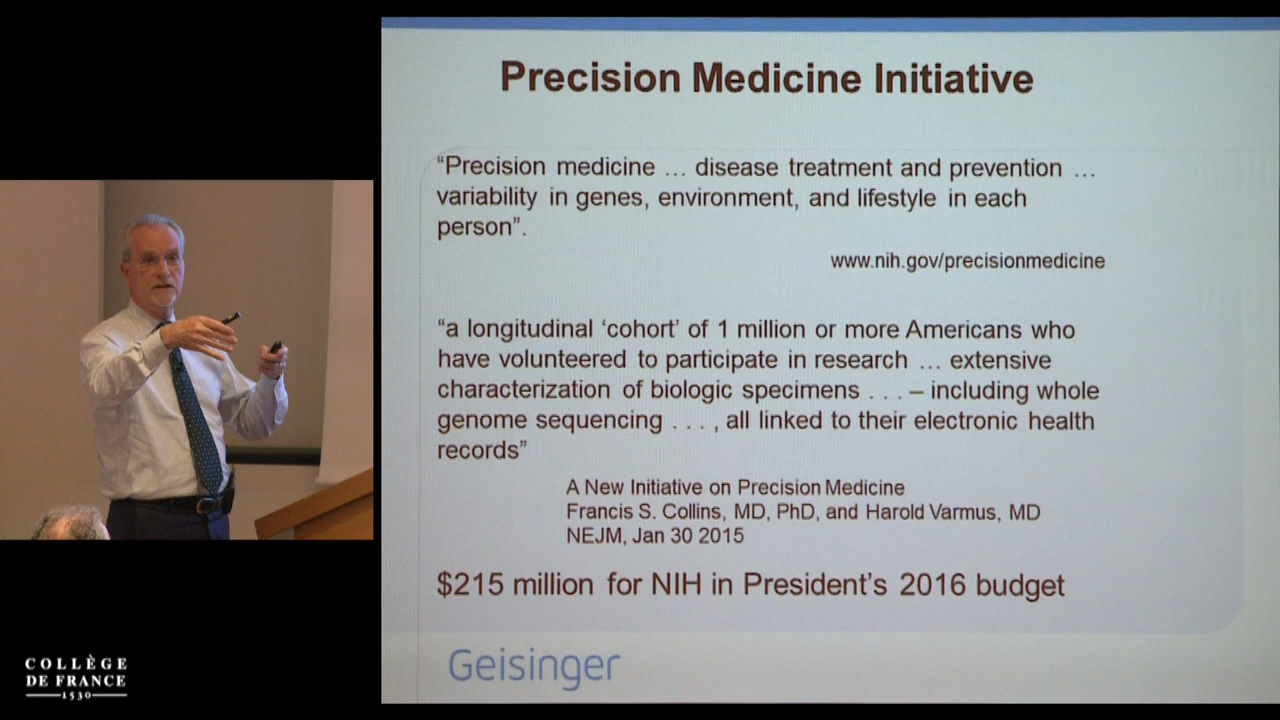 Precision Medicine Initiative
“Precision medicine … disease treatment and prevention …
variability in genes, environment, and lifestyle in each
person”.
www.nih.gov/precisionmedicine
“a longitudinal ‘cohort’ of 1 million or more Americans who
have volunteered to participate in research … extensive
characterization of biologic specimens . . . – including whole
genome sequencing . . . , all linked to their electronic health
records”
A New Initiative on Precision Medicine
Francis S. Collins, MD, PhD, and Harold Varmus, MD
NEJM, Jan 30 2015
$215 million for NIH in President’s 2016 budget
Geisinger
COLLÈGE
DE FRANCE
1530